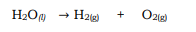 H₂O₍l₎ → H₂(g) + O₂(g)